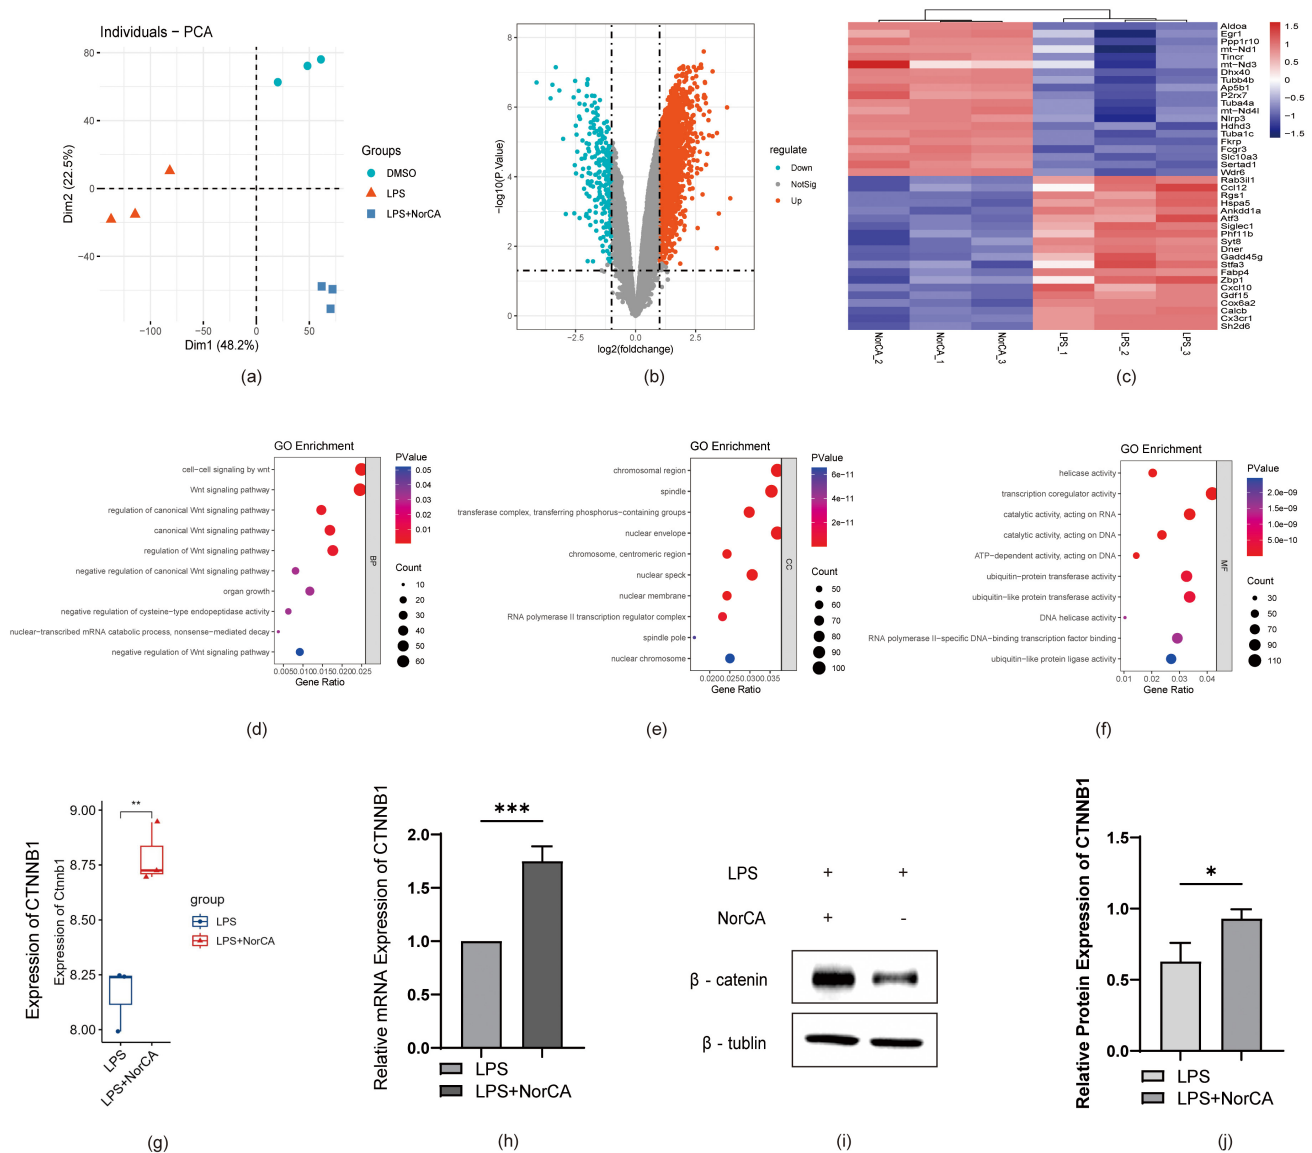 Individuals − PCA
80
40
0
−40
−100
−50
0
50
Dim2 (22.5%)
Dim1 (48.2%)
Groups
DMSO
LPS
LPS+NorCA
(a)
8
6
4
2
0
−2.5
0.0
2.5
−log10(P.Value)
log2(foldchange)
regulate
Down
NotSig
Up
(b)
Aldoa
Egr1
Ppp1r10
mt−Nd1
Tincr
mt−Nd3
Dhx40
Tubb4b
Ap5b1
P2rx7
Tuba4a
mt−Nd4l
Nlrp3
Hdhd3
Tuba1c
Fkrp
Fcgr3
Slc10a3
Sertad1
Wdr6
Rab3il1
Ccl12
Rgs1
Hspa5
Ankdd1a
Atf3
Siglec1
Phf11b
Syt8
Dner
Gadd45g
Stfa3
Fabp4
Zbp1
Cxcl10
Gdf15
Cox6a2
Calcb
Cx3cr1
Sh2d6
NorCA_2
NorCA_1
NorCA_3
LPS_1
LPS_2
LPS_3
1.5
1
0.5
0
−0.5
−1
−1.5
(c)
GO Enrichment
cell−cell signaling by wnt
Wnt signaling pathway
regulation of canonical Wnt signaling pathway
canonical Wnt signaling pathway
regulation of Wnt signaling pathway
negative regulation of canonical Wnt signaling pathway
organ growth
negative regulation of cysteine−type endopeptidase activity
nuclear−transcribed mRNA catabolic process, nonsense−mediated decay
negative regulation of Wnt signaling pathway
BP
0.0050.0100.0150.0200.025
Gene Ratio
PValue
0.05
0.04
0.03
0.02
0.01
Count
10
20
30
40
50
60
(d)
GO Enrichment
chromosomal region
spindle
transferase complex, transferring phosphorus−containing groups
nuclear envelope
chromosome, centromeric region
nuclear speck
nuclear membrane
RNA polymerase II transcription regulator complex
spindle pole
nuclear chromosome
CC
0.0200.0250.0300.035
Gene Ratio
PValue
6e−11
4e−11
2e−11
Count
50
60
70
80
90
100
(e)
GO Enrichment
helicase activity
transcription coregulator activity
catalytic activity, acting on RNA
catalytic activity, acting on DNA
ATP−dependent activity, acting on DNA
ubiquitin−protein transferase activity
ubiquitin−like protein transferase activity
DNA helicase activity
RNA polymerase II−specific DNA−binding transcription factor binding
ubiquitin−like protein ligase activity
MF
0.01
0.02
0.03
0.04
Gene Ratio
PValue
2.0e−09
1.5e−09
1.0e−09
5.0e−10
Count
30
50
70
90
110
(f)
Expression of CTNNB1
Expression of Ctnnb1
9.00
8.75
8.50
8.25
8.00
**
LPS
LPS+NorCA
group
LPS
LPS+NorCA
(g)
Relative mRNA Expression of CTNNB1
2.0
1.5
1.0
0.5
0.0
***
LPS
LPS+NorCA
(h)
LPS + +
NorCA + -
β - catenin
β - tublin
(i)
Relative Protein Expression of CTNNB1
1.5
1.0
0.5
0.0
*
LPS
LPS+NorCA
(j)